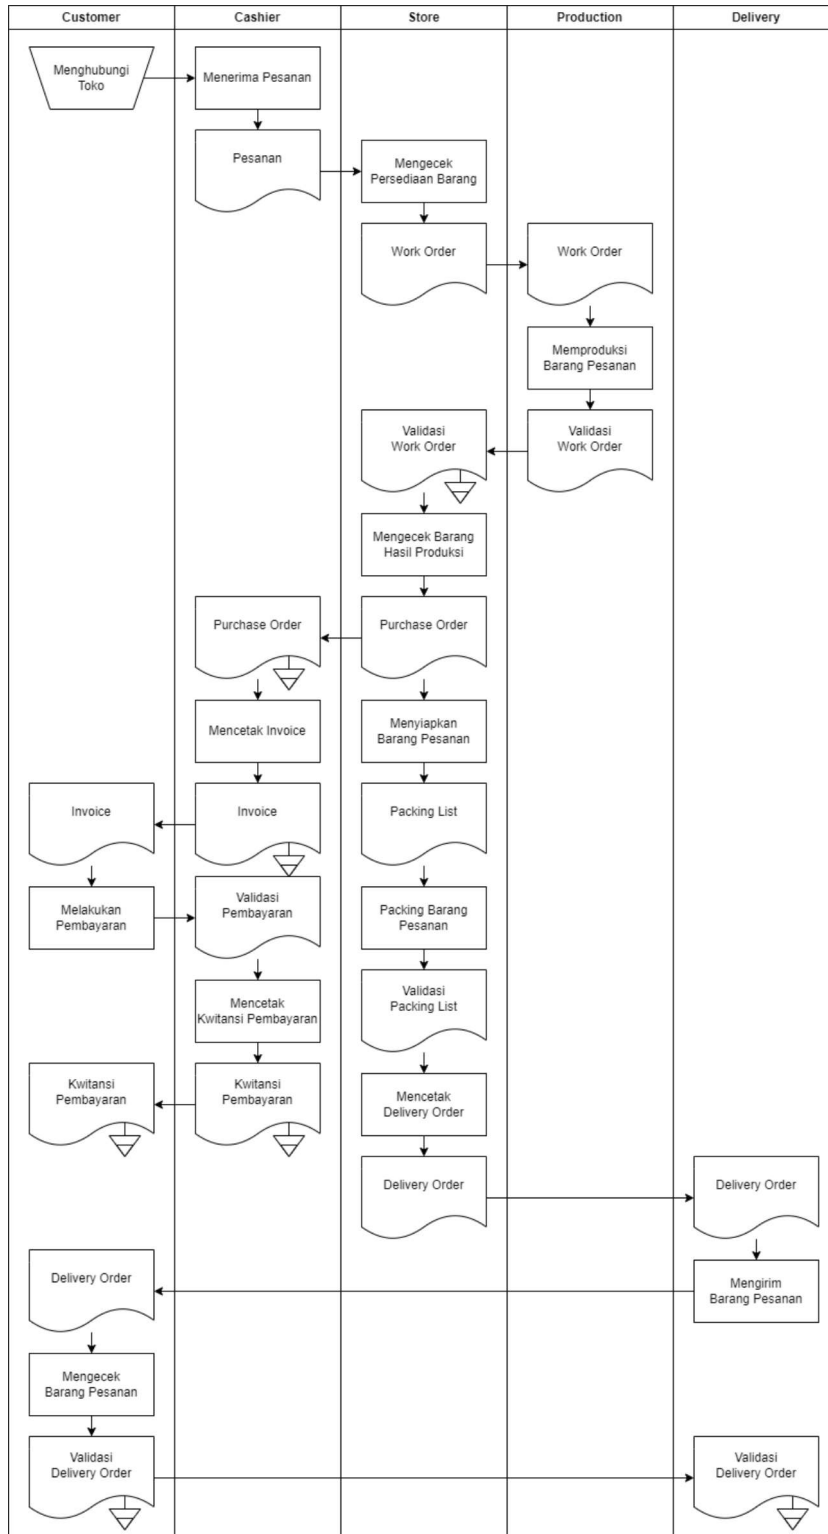 Customer
Cashier
Store
Production
Delivery
Menghubungi
Toko
Menerima Pesanan
Pesanan
Mengecek
Persediaan Barang
Work Order
Work Order
Memproduksi
Barang Pesanan
Validasi
Work Order
Validasi
Work Order
Mengecek Barang
Hasil Produksi
Purchase Order
Purchase Order
Mencetak Invoice
Menyiapkan
Barang Pesanan
Invoice
Invoice
Packing List
Melakukan
Pembayaran
Validasi
Pembayaran
Packing Barang
Pesanan
Mencetak
Kwitansi Pembayaran
Validasi
Packing List
Kwitansi
Pembayaran
Kwitansi
Pembayaran
Mencetak
Delivery Order
Delivery Order
Delivery Order
Delivery Order
Mengirim
Barang Pesanan
Mengecek
Barang Pesanan
Validasi
Delivery Order
Validasi
Delivery Order